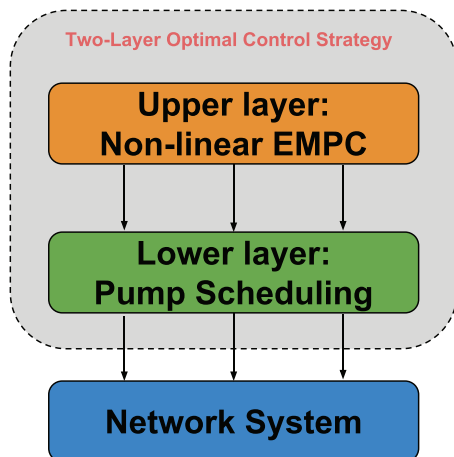 Two-Layer Optimal Control Strategy
Upper layer:
Non-linear EMPC
Lower layer:
Pump Scheduling
Network System